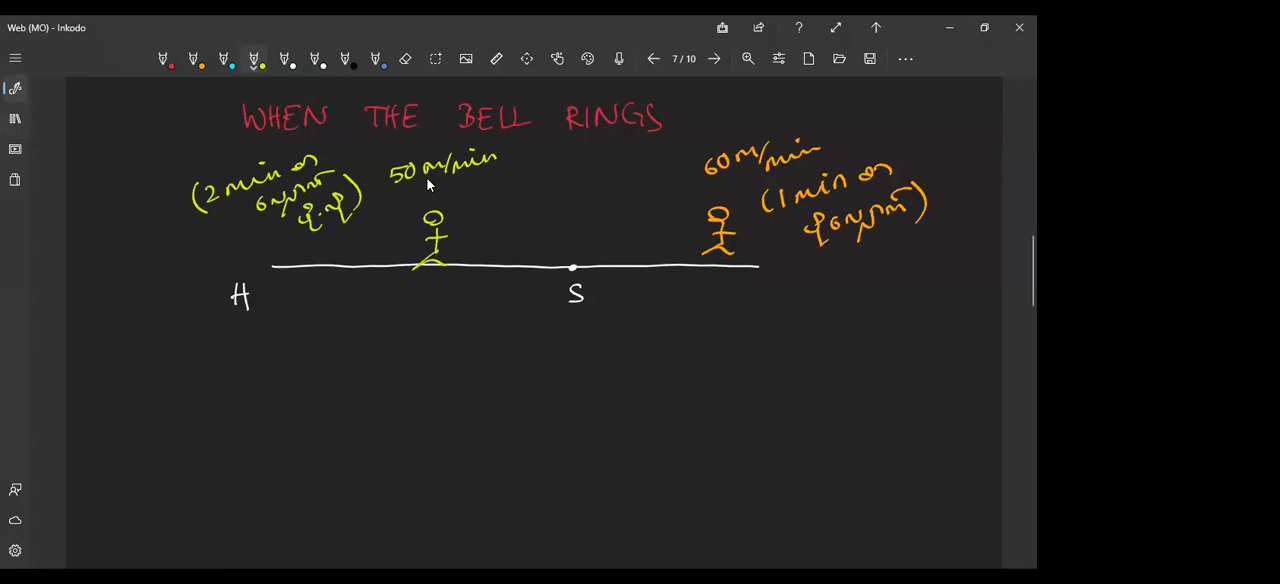 Web (MO) - Inkodo
7 / 10
WHEN THE BELL RINGS
50 m/min
60 m/min
(2 min
(1 min
H
S